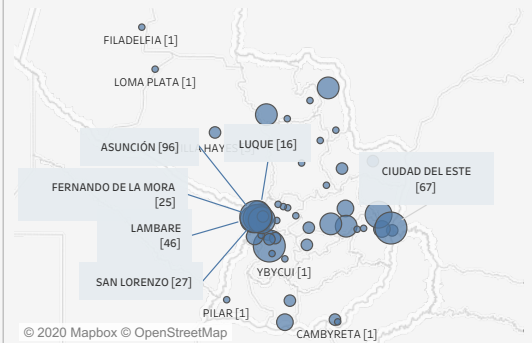 FILADELFIA [1]
LOMA PLATA [1]
HAYES
ASUNCIÓN [96]
LUQUE [16]
CIUDAD DEL ESTE
[67]
FERNANDO DE LA MORA
[25]
LAMBARE
[46]
SAN LORENZO [27]
YBYCUI [1]
PILAR [1]
CAMBYRETA [1]
© 2020 Mapbox © OpenStreetMap